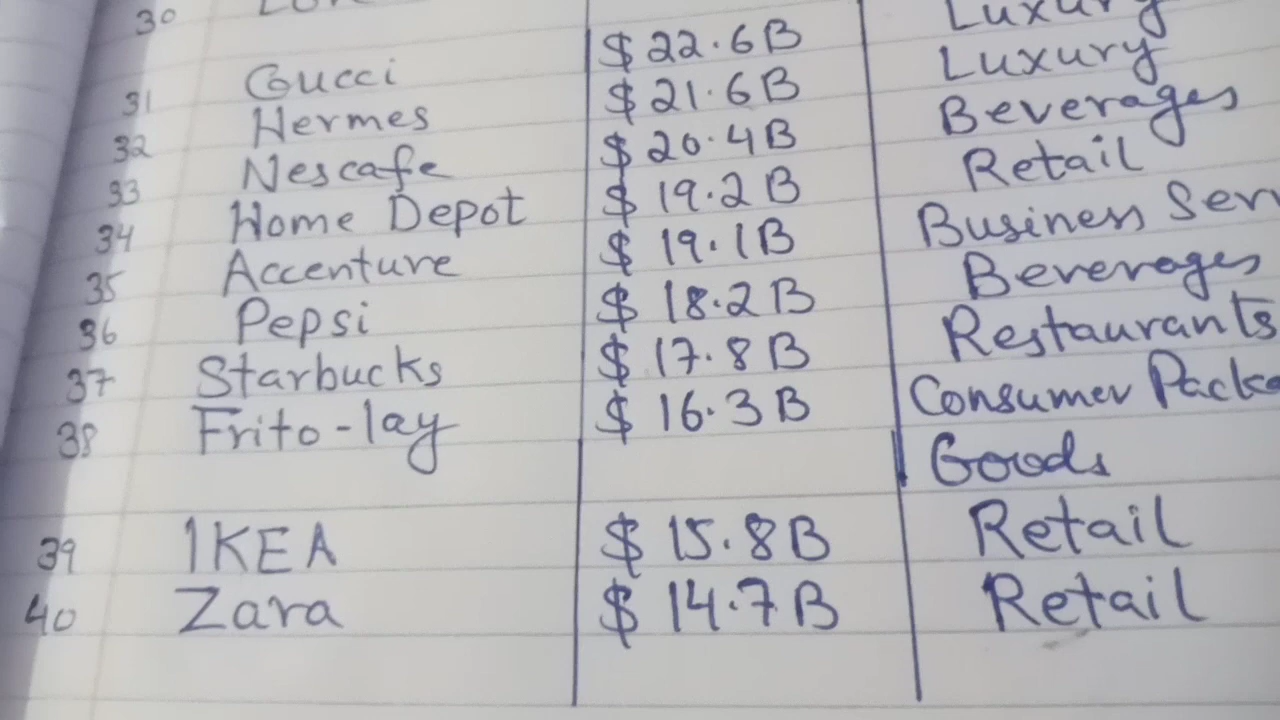 30
31 Gucci $ 22.6B Luxury
32 Hermes $ 21.6B Luxury
33 Nescafe $ 20.4B Beverages
34 Home Depot $ 19.2B Retail
35 Accenture $ 19.1B Business
36 Pepsi $ 18.2B Beverages
37 Starbucks $ 17.8B Restaurants
38 Frito-lay $ 16.3B Consumer
Goods
39 IKEA $ 15.8B Retail
40 Zara $ 14.7B Retail